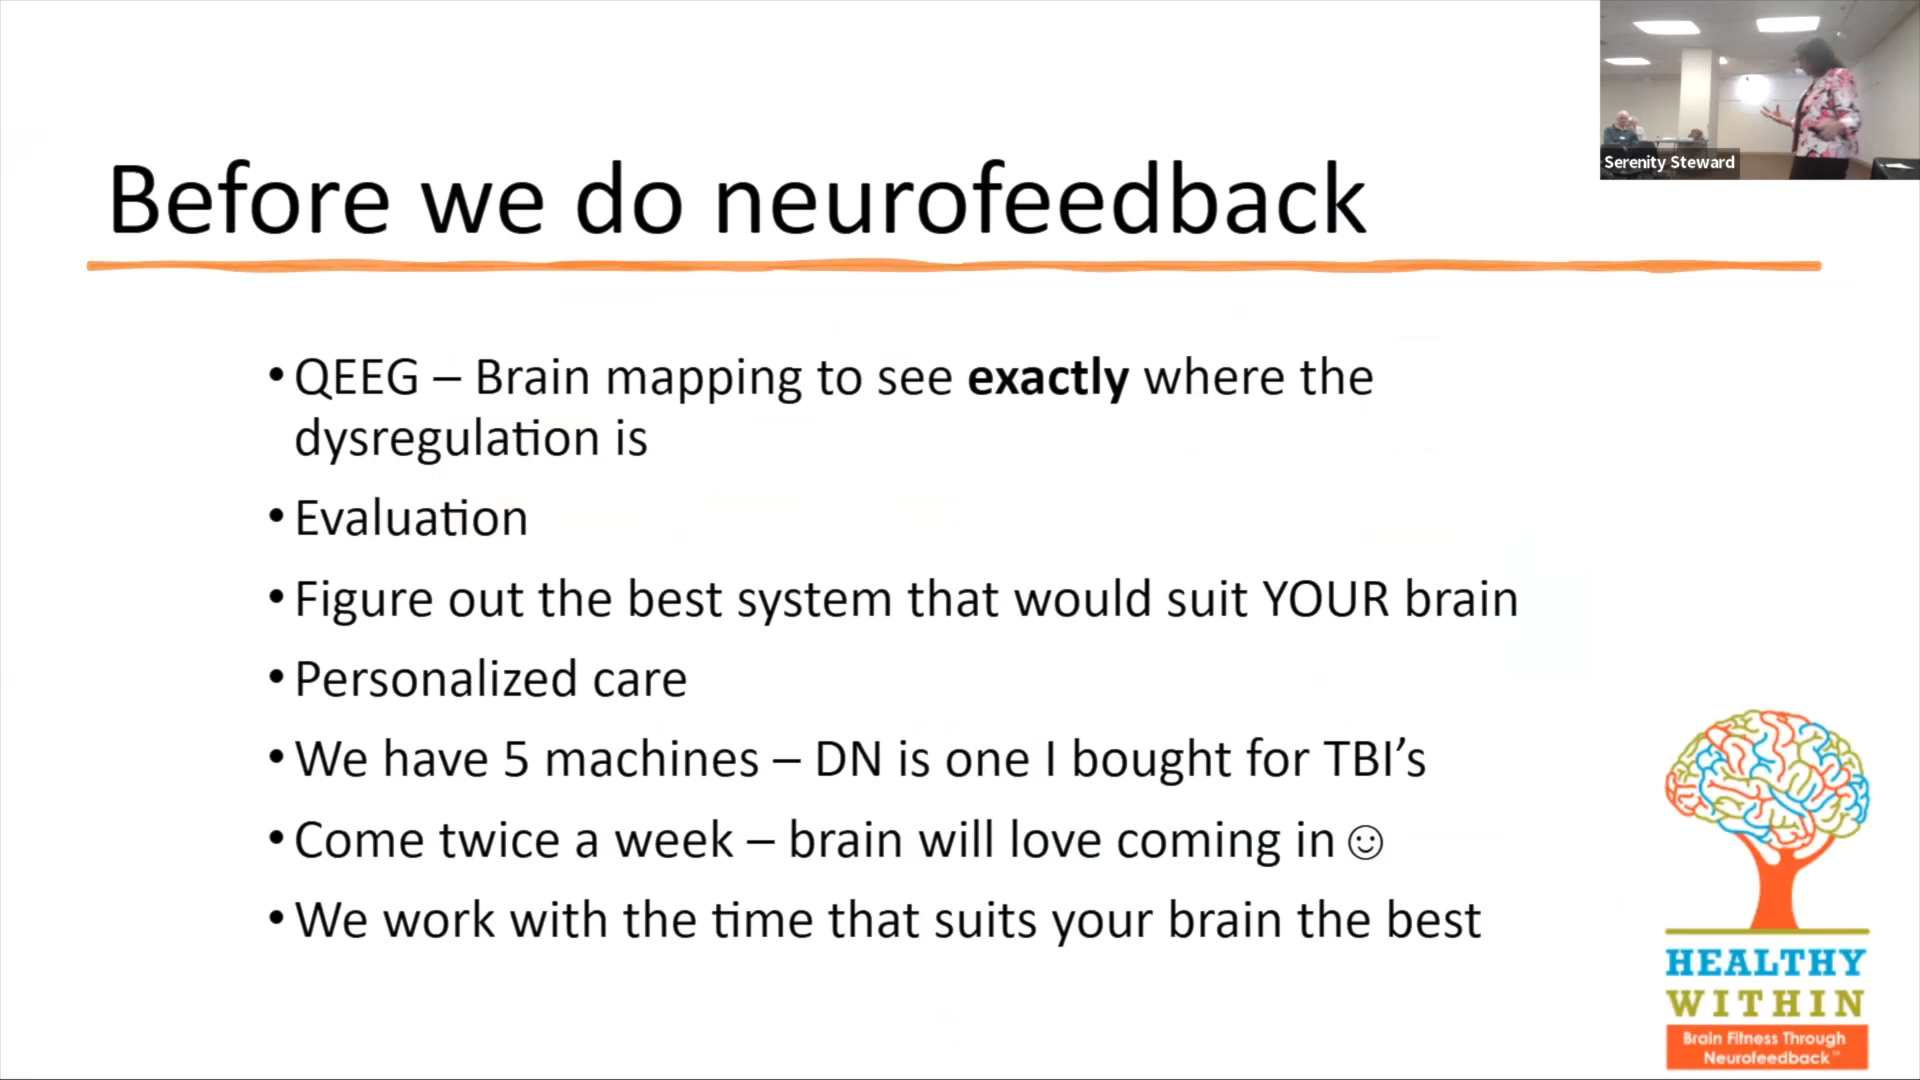 Serenity Steward
Before we do neurofeedback
• QEEG – Brain mapping to see exactly where the
dysregulation is
• Evaluation
• Figure out the best system that would suit YOUR brain
• Personalized care
• We have 5 machines – DN is one I bought for TBI’s
• Come twice a week – brain will love coming in ☺
• We work with the time that suits your brain the best
HEALTHY
WITHIN
Brain Fitness Through
Neurofeedback™